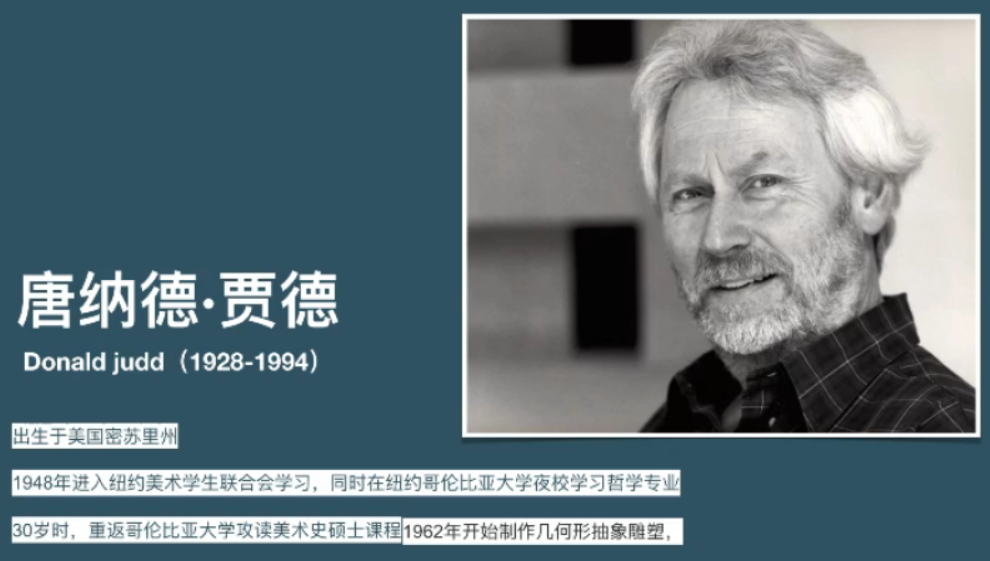 唐纳德·贾德
Donald judd（1928-1994）
出生于美国密苏里州
1948年进入纽约美术学生联合会学习，同时在纽约哥伦比亚大学夜校学习哲学专业
30岁时，重返哥伦比亚大学攻读美术史硕士课程1962年开始制作几何形抽象雕塑，